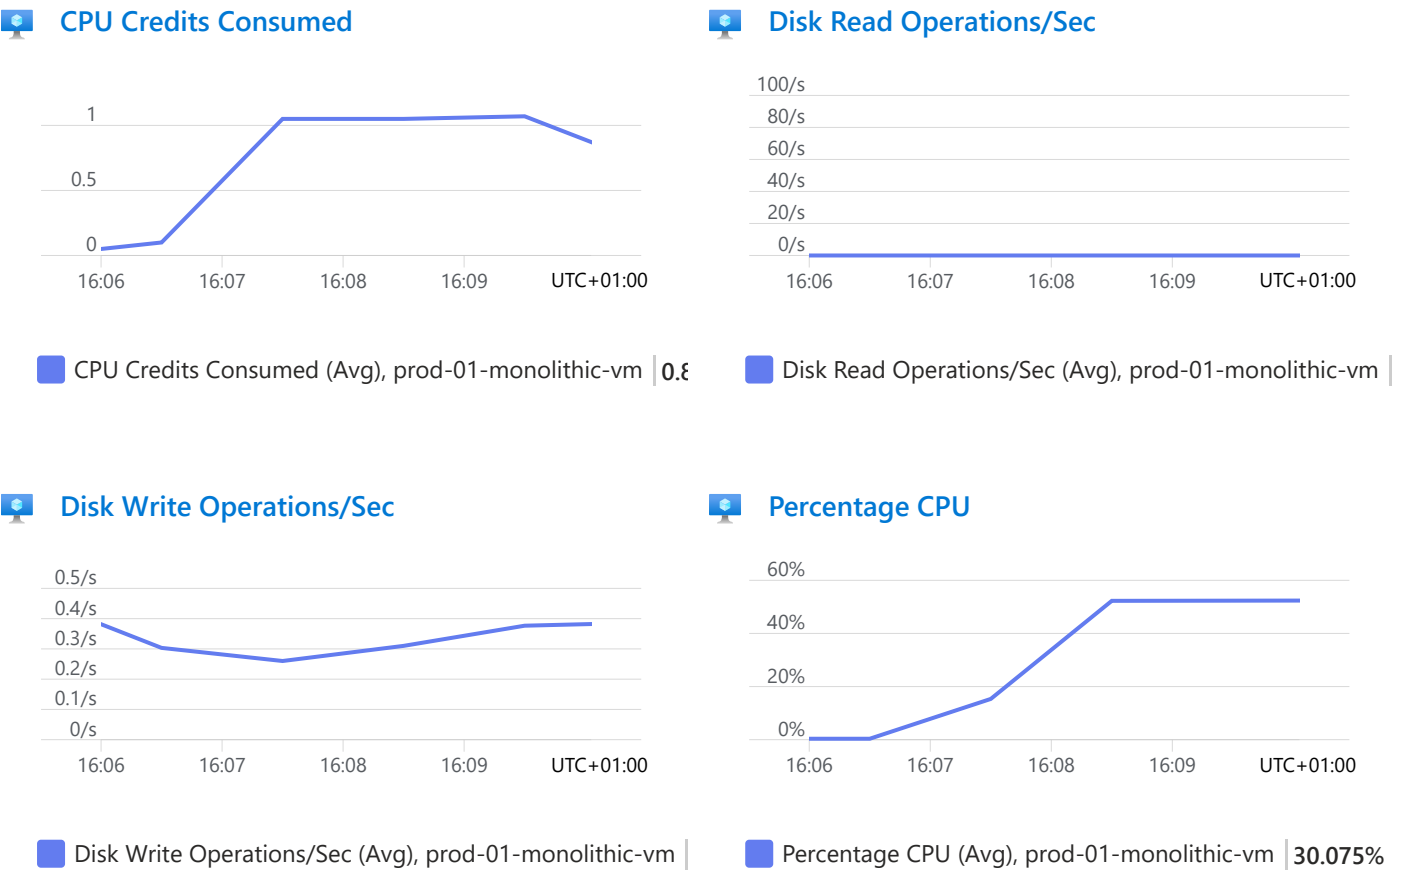 CPU Credits Consumed
1
0.5
0
16:06 16:07 16:08 16:09 UTC+01:00
CPU Credits Consumed (Avg), prod-01-monolithic-vm
Disk Read Operations/Sec
100/s
80/s
60/s
40/s
20/s
0/s
16:06 16:07 16:08 16:09 UTC+01:00
Disk Read Operations/Sec (Avg), prod-01-monolithic-vm
Disk Write Operations/Sec
0.5/s
0.4/s
0.3/s
0.2/s
0.1/s
0/s
16:06 16:07 16:08 16:09 UTC+01:00
Disk Write Operations/Sec (Avg), prod-01-monolithic-vm
Percentage CPU
60%
40%
20%
0%
16:06 16:07 16:08 16:09 UTC+01:00
Percentage CPU (Avg), prod-01-monolithic-vm 30.075%